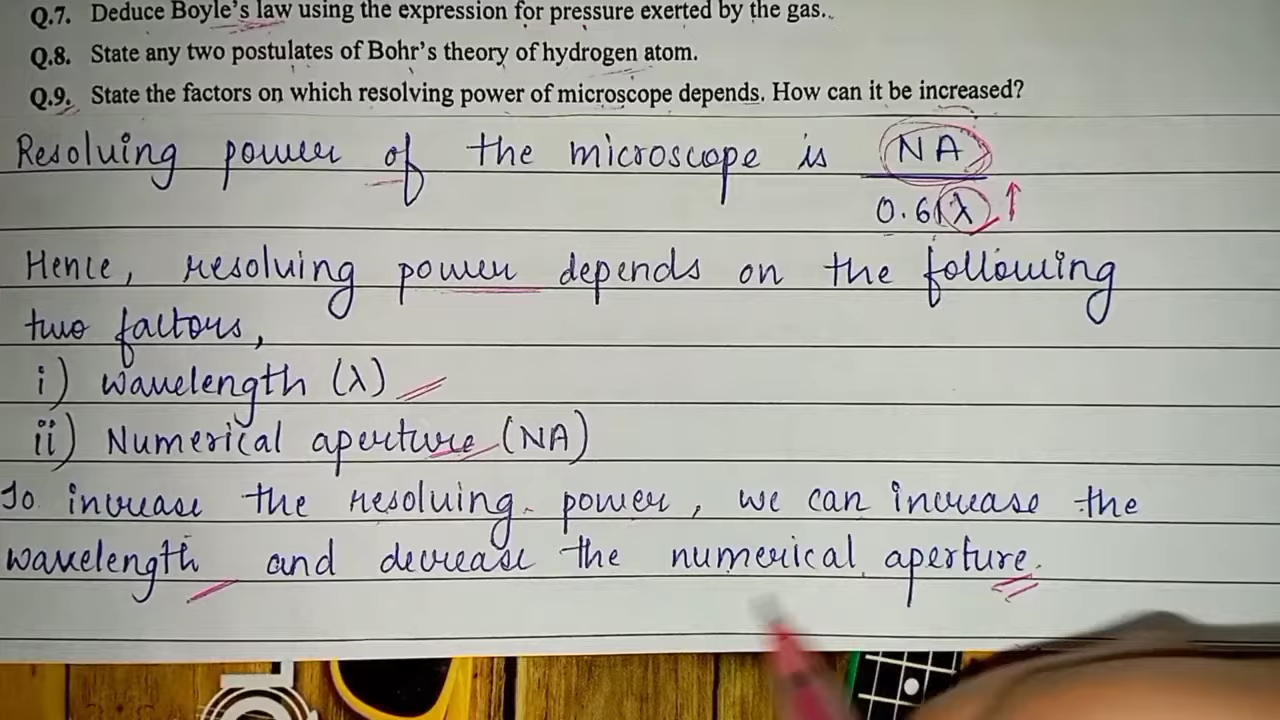 Q.7. Deduce Boyle's law using the expression for pressure exerted by the gas.
Q.8. State any two postulates of Bohr's theory of hydrogen atom.
Q.9. State the factors on which resolving power of microscope depends. How can it be increased?
Resolving power of the microscope is NA
0.61λ ↑
Hence, resolving power depends on the following
two factors,
i) wavelength (λ)
ii) Numerical aperture (NA)
To increase the resolving power, we can increase the
wavelength and decrease the numerical aperture.